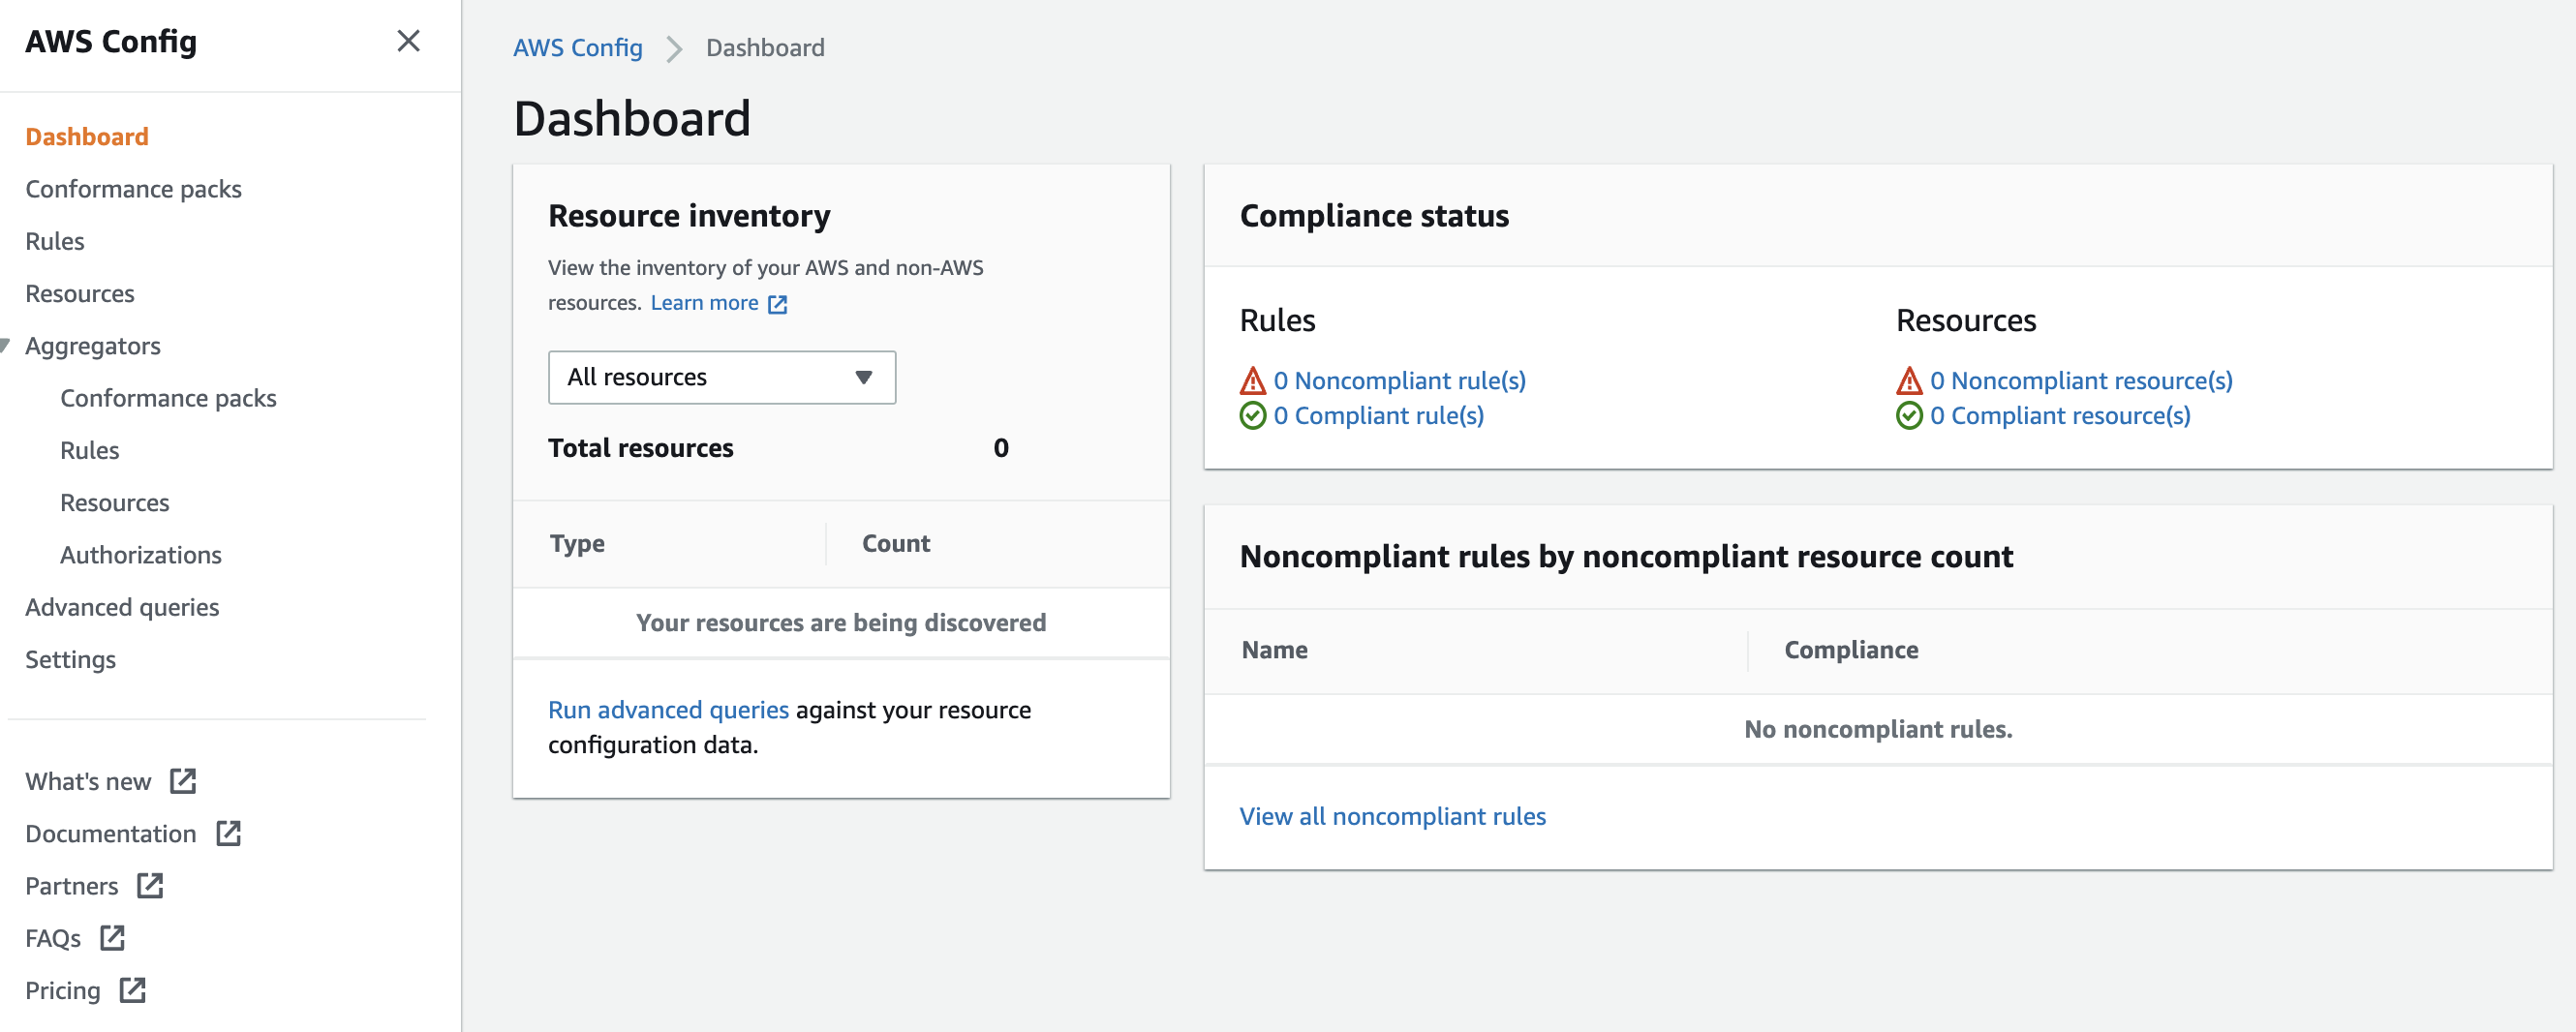 AWS Config
Dashboard
Conformance packs
Rules
Resources
Aggregators
Conformance packs
Rules
Resources
Authorizations
Advanced queries
Settings
What's new
Documentation
Partners
FAQs
Pricing
AWS Config
Dashboard
Dashboard
Resource inventory
View the inventory of your AWS and non-AWS
resources. Learn more
All resources
Total resources 0
Type Count
Your resources are being discovered
Run advanced queries against your resource
configuration data.
Compliance status
Rules
0 Noncompliant rule(s)
0 Compliant rule(s)
Resources
0 Noncompliant resource(s)
0 Compliant resource(s)
Noncompliant rules by noncompliant resource count
Name Compliance
No noncompliant rules.
View all noncompliant rules